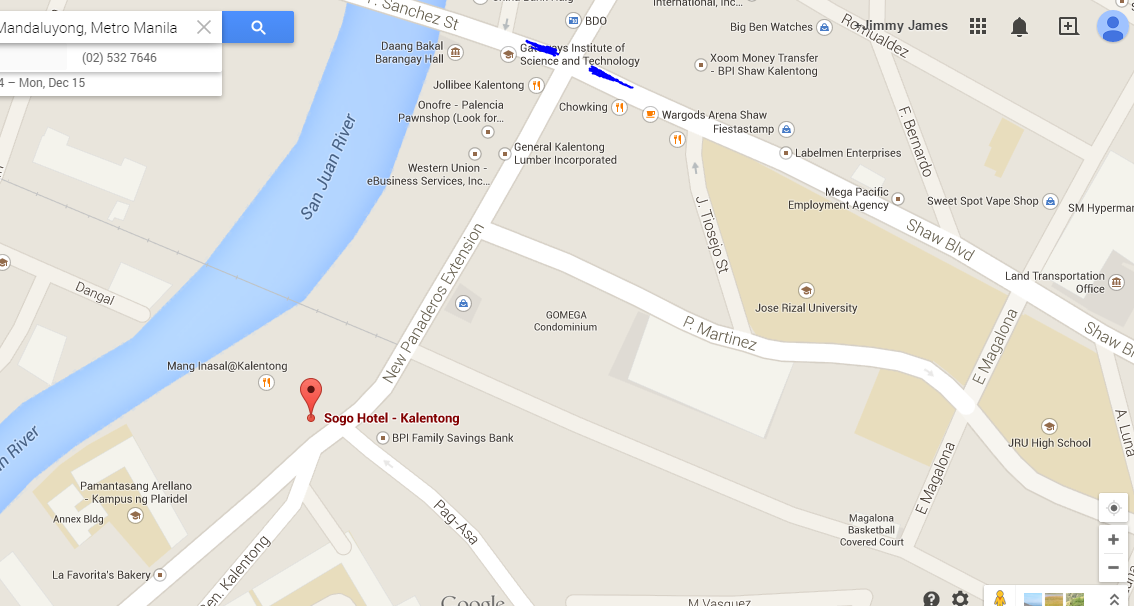 P. Sanchez St
BDO
Mandaluyong, Metro Manila
Big Ben Watches
+Jimmy James
Romualdez
(02) 532 7646
Daang Bakal
Barangay Hall
Institute of
Science and Technology
Xoom Money Transfer
- BPI Shaw Kalentong
4 – Mon, Dec 15
Jollibee Kalentong
Onofre - Palencia
Pawnshop (Look for...
Chowking
Wargods Arena Shaw
Fiestastamp
F. Bernardo
San Juan River
General Kalentong
Lumber Incorporated
Labelmen Enterprises
Western Union -
eBusiness Services, Inc...
Mega Pacific
Employment Agency
Sweet Spot Vape Shop
SM Hyperma
J. Tiosejo St
Shaw Blvd
New Panaderos Extension
Land Transportation
Office
Dangal
Jose Rizal University
GOMEGA
Condominium
P. Martinez
Shaw B
E Magalona
Mang Inasal@Kalentong
Sogo Hotel - Kalentong
BPI Family Savings Bank
A. Luna
JRU High School
n River
E Magalona
Pamantasang Arellano
- Kampus ng Plaridel
Annex Bldg
Pag-Asa
Magalona
Basketball
Covered Court
La Favorita's Bakery
en. Kalentong
Google
M Vasquez